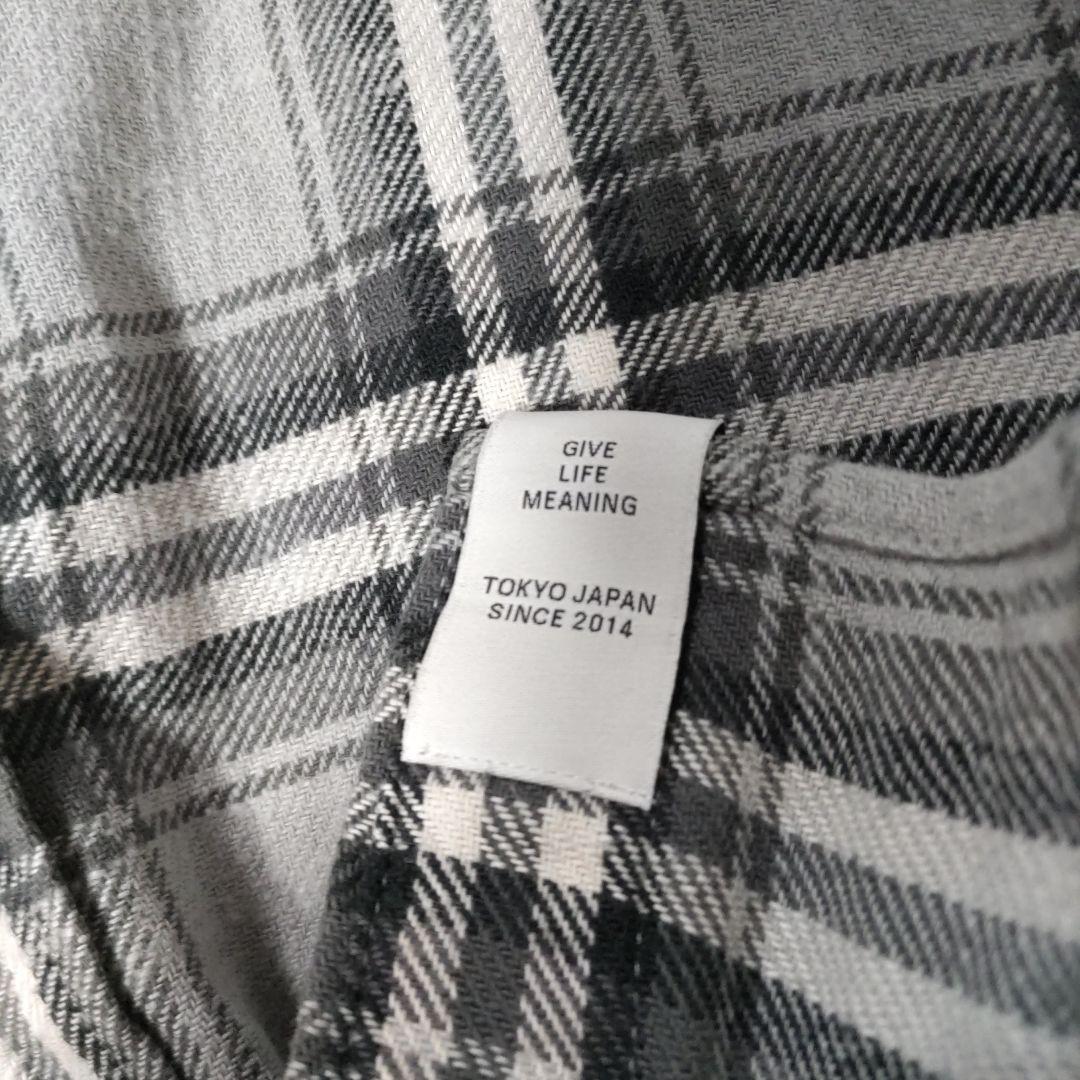 GIVE
LIFE
MEANING
TOKYO JAPAN
SINCE 2014